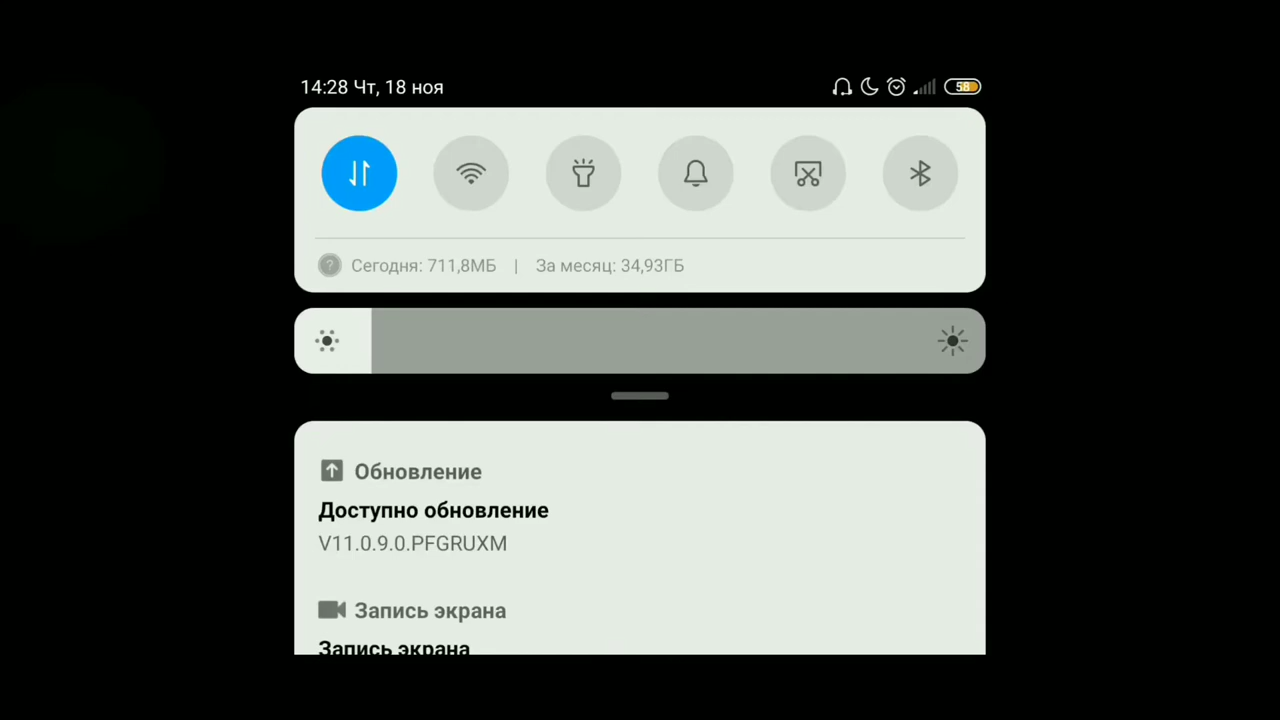 14:28 Чт, 18 ноя
58
Сегодня: 711,8МБ | За месяц: 34,93ГБ
Обновление
Доступно обновление
V11.0.9.0.PFGRUXM
Запись экрана
Запись экрана